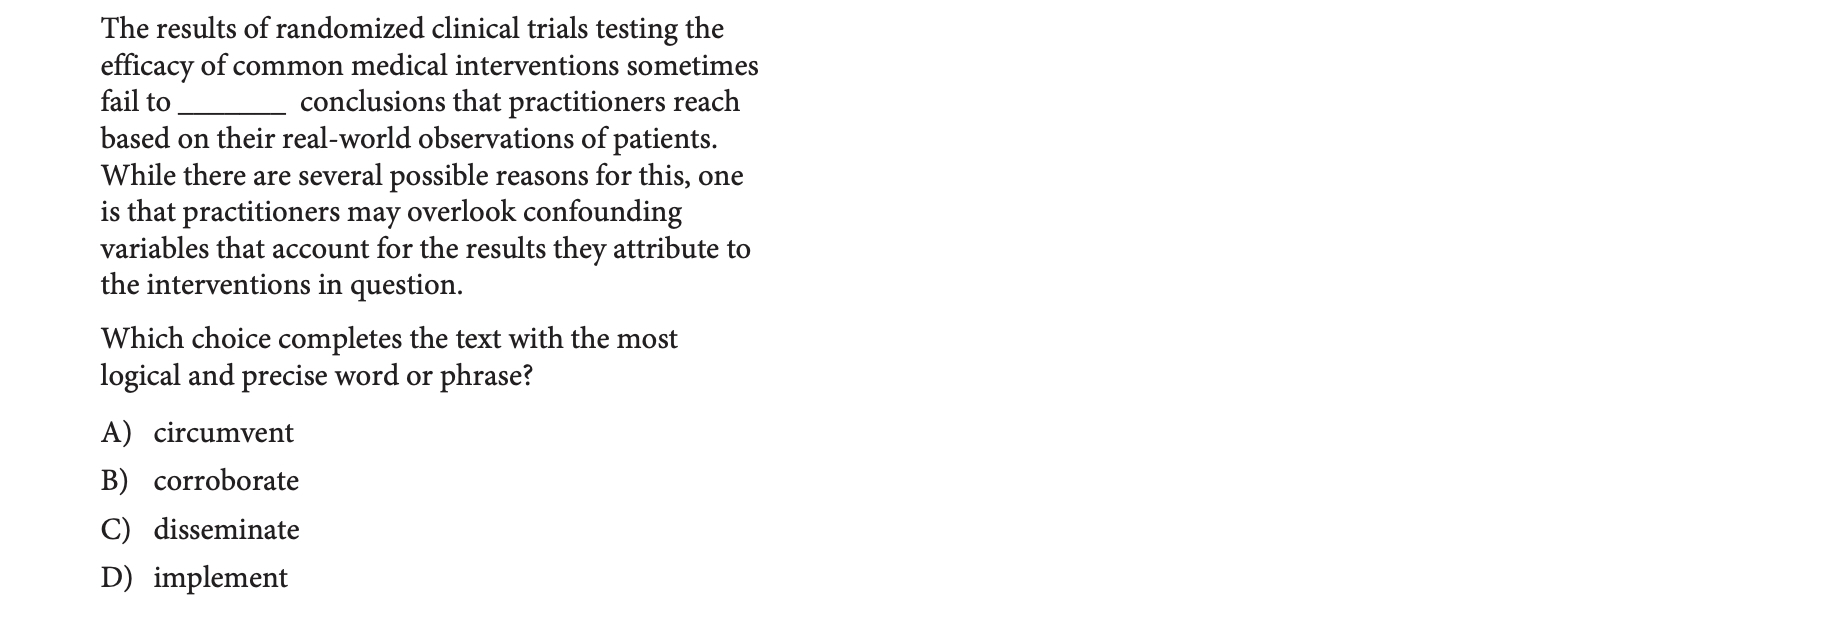 The results of randomized clinical trials testing the
efficacy of common medical interventions sometimes
fail to _______ conclusions that practitioners reach
based on their real-world observations of patients.
While there are several possible reasons for this, one
is that practitioners may overlook confounding
variables that account for the results they attribute to
the interventions in question.
Which choice completes the text with the most
logical and precise word or phrase?
A) circumvent
B) corroborate
C) disseminate
D) implement